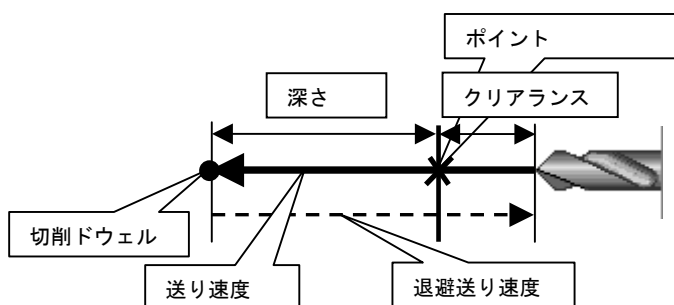 ポイント
深さ
クリアランス
切削ドウェル
送り速度
退避送り速度